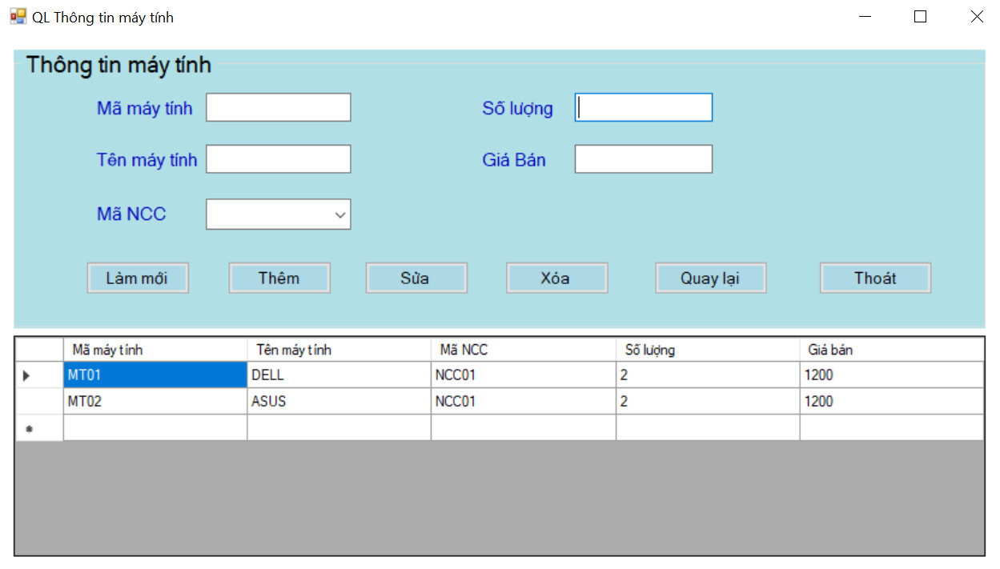 QL Thông tin máy tính
Thông tin máy tính
Mã máy tính Số lượng
Tên máy tính Giá Bán
Mã NCC
Làm mới Thêm Sửa Xóa Quay lại Thoát
Mã máy tính Tên máy tính Mã NCC Số lượng Giá bán
MT01 DELL NCC01 2 1200
MT02 ASUS NCC01 2 1200